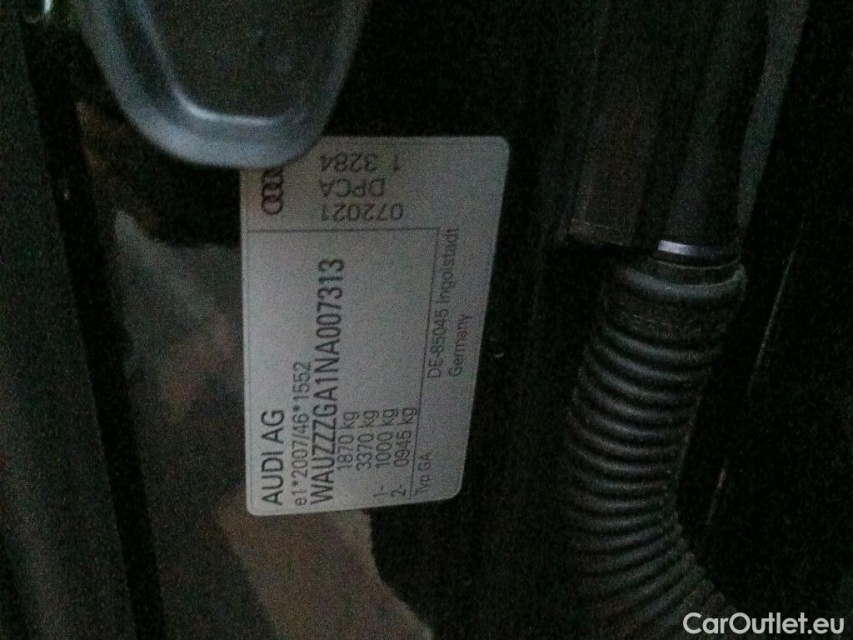 AUDI AG
e1*2007/46*1552
WAUZZZGA1NA007313
1870 kg
3370 kg
1- 1000 kg
2- 0945 kg
Typ GA
DE-85045 Ingolstadt
Germany
072021
DPCA
1 3284
CarOutlet.eu